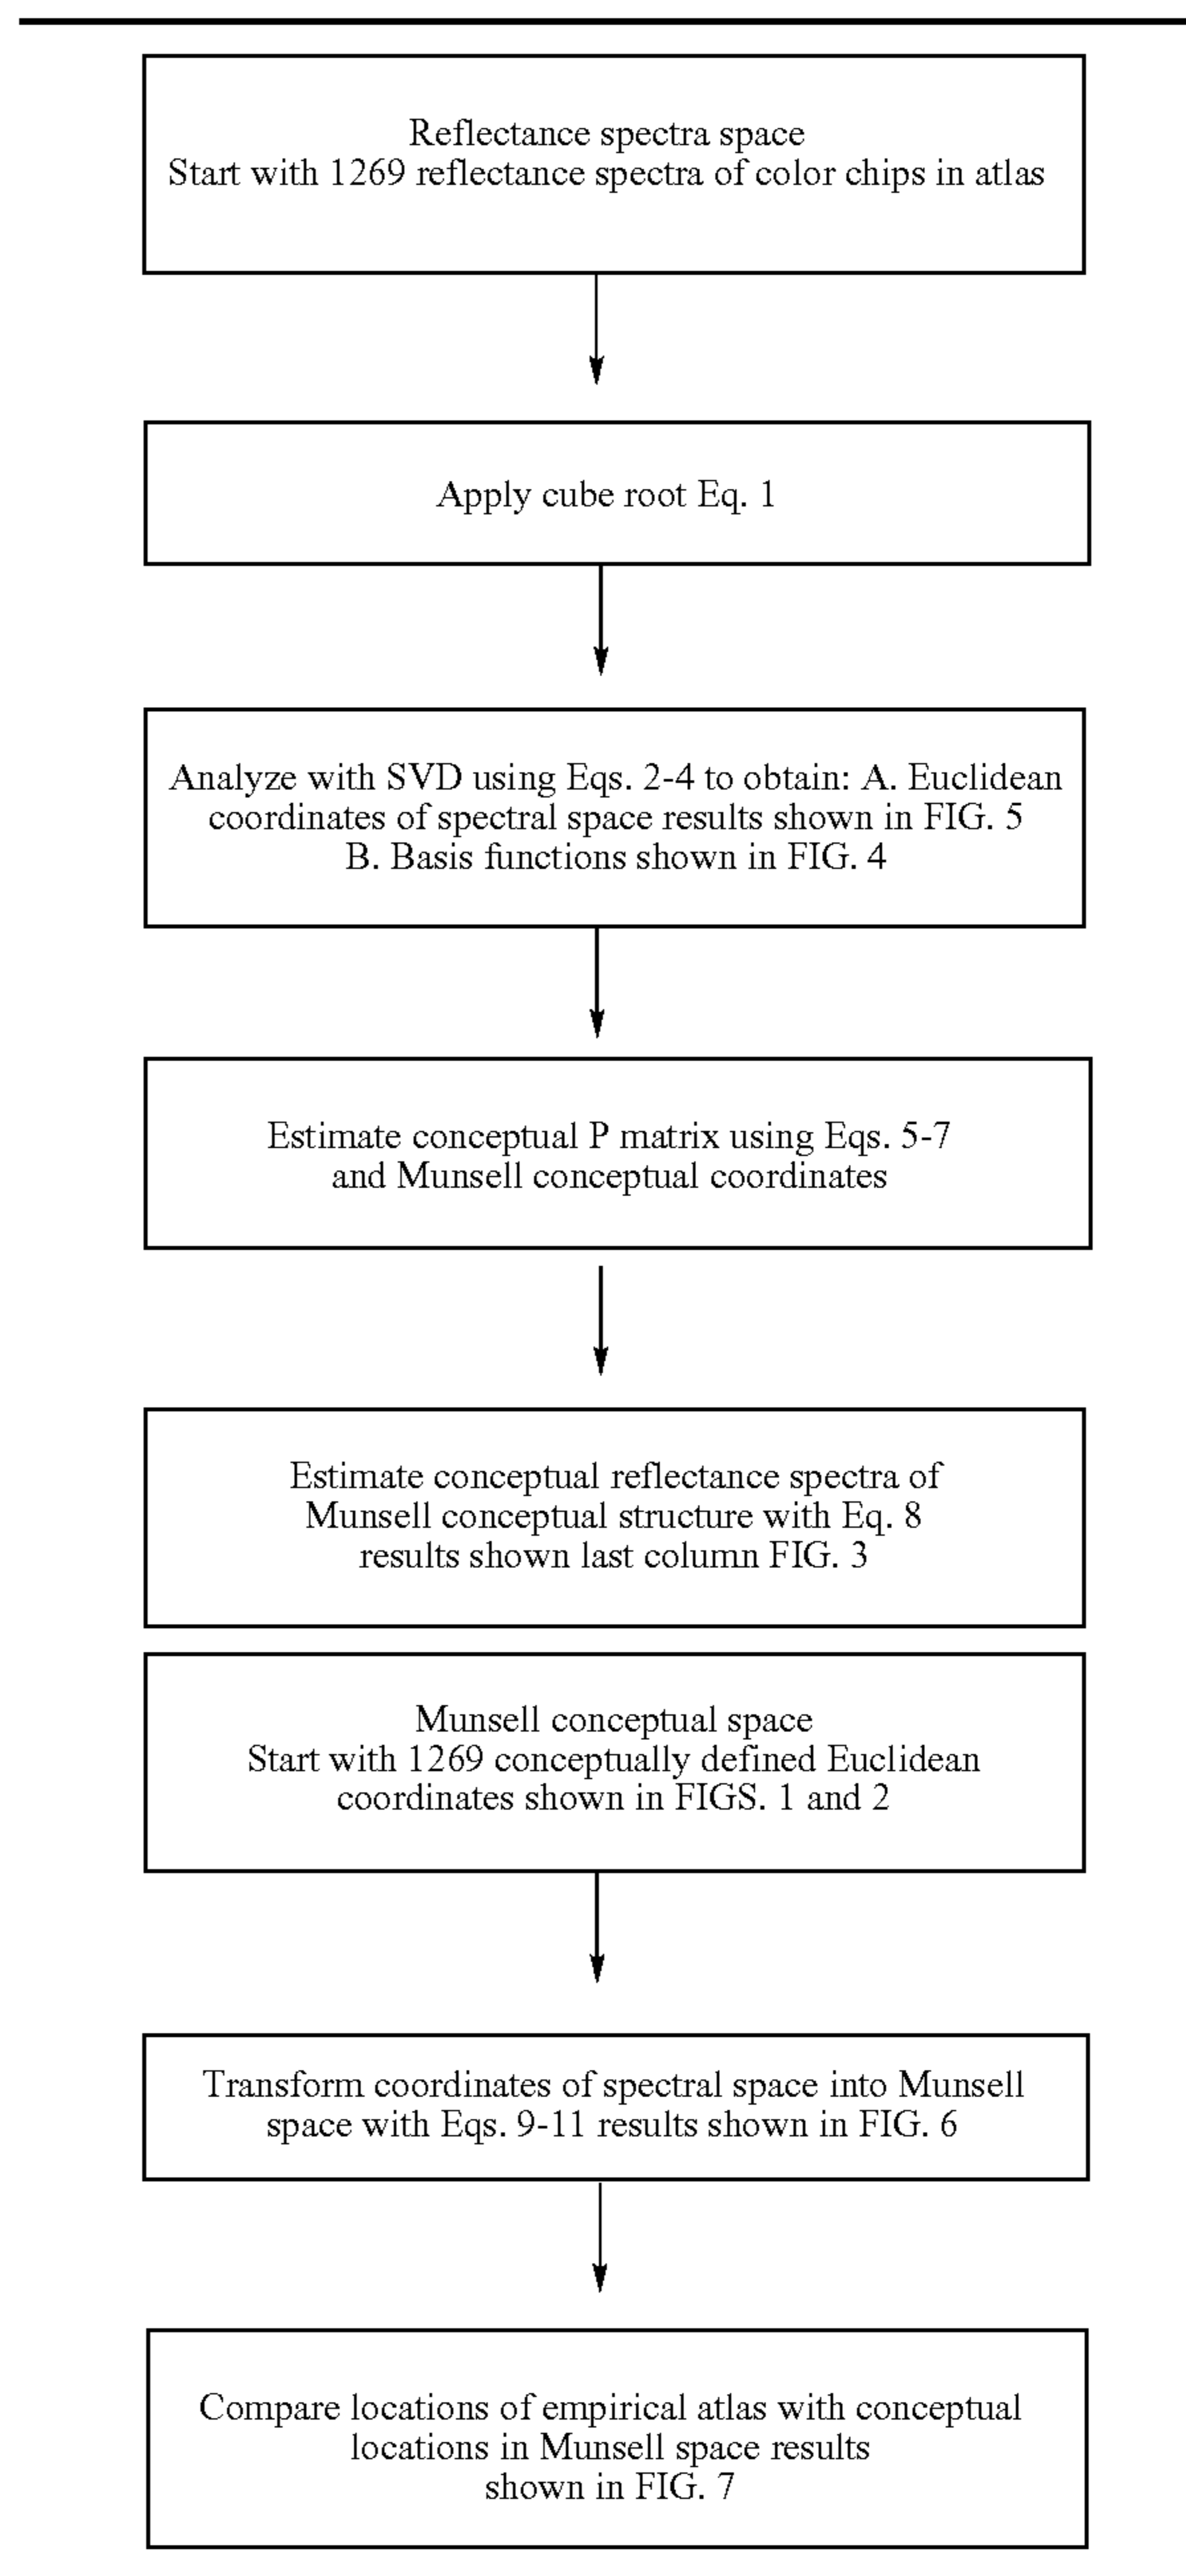 Reflectance spectra space
Start with 1269 reflectance spectra of color chips in atlas
Apply cube root Eq. 1
Analyze with SVD using Eqs. 2-4 to obtain: A. Euclidean
coordinates of spectral space results shown in FIG. 5
B. Basis functions shown in FIG. 4
Estimate conceptual P matrix using Eqs. 5-7
and Munsell conceptual coordinates
Estimate conceptual reflectance spectra of
Munsell conceptual structure with Eq. 8
results shown last column FIG. 3
Munsell conceptual space
Start with 1269 conceptually defined Euclidean
coordinates shown in FIGS. 1 and 2
Transform coordinates of spectral space into Munsell
space with Eqs. 9-11 results shown in FIG. 6
Compare locations of empirical atlas with conceptual
locations in Munsell space results
shown in FIG. 7